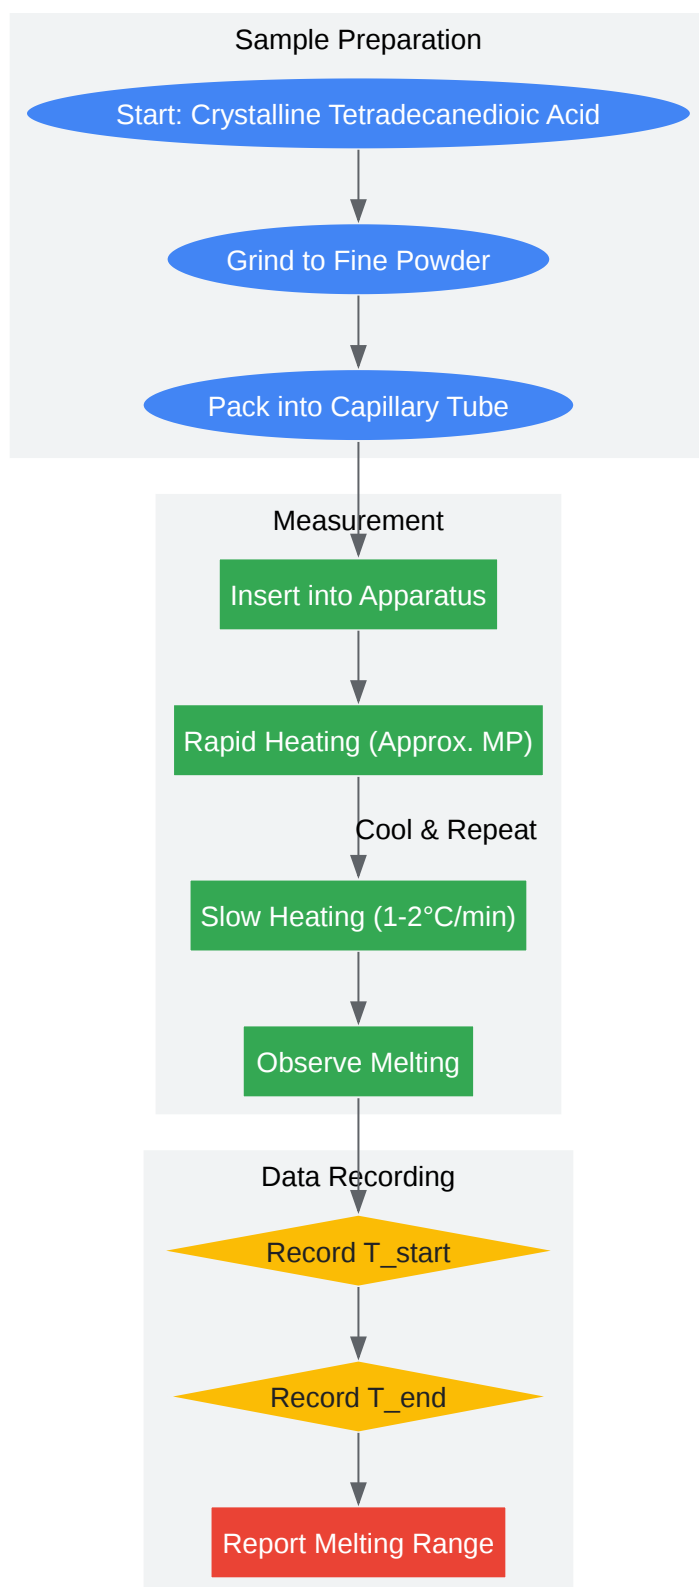 Sample Preparation
Start: Crystalline Tetradecanedioic Acid
Grind to Fine Powder
Pack into Capillary Tube
Measurement
Insert into Apparatus
Rapid Heating (Approx. MP)
Cool & Repeat
Slow Heating (1-2°C/min)
Observe Melting
Data Recording
Record T_start
Record T_end
Report Melting Range